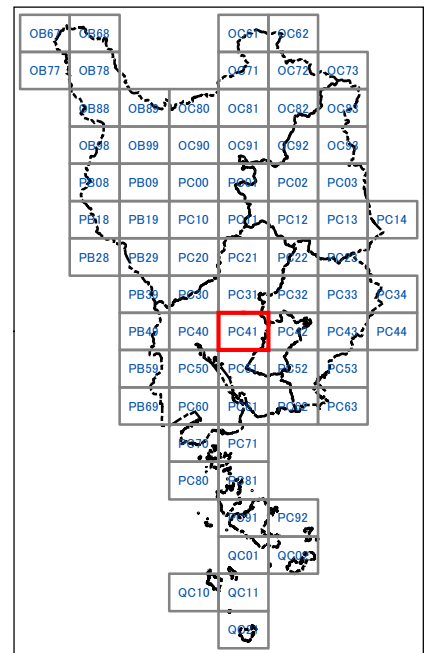 OB67 OB68 OC61 OC62
OB77 OB78 OC71 OC72 OC73
OB88 OB89 OC80 OC81 OC82 OC83
OB98 OB99 OC90 OC91 OC92 OC93
PB08 PB09 PC00 PC01 PC02 PC03
PB18 PB19 PC10 PC11 PC12 PC13 PC14
PB28 PB29 PC20 PC21 PC22 PC23
PB39 PC30 PC31 PC32 PC33 PC34
PB49 PC40 PC41 PC42 PC43 PC44
PB59 PC50 PC51 PC52 PC53
PB69 PC60 PC61 PC62 PC63
PC70 PC71
PC80 PC81
PC91 PC92
QC01 QC02
QC10 QC11
QC21